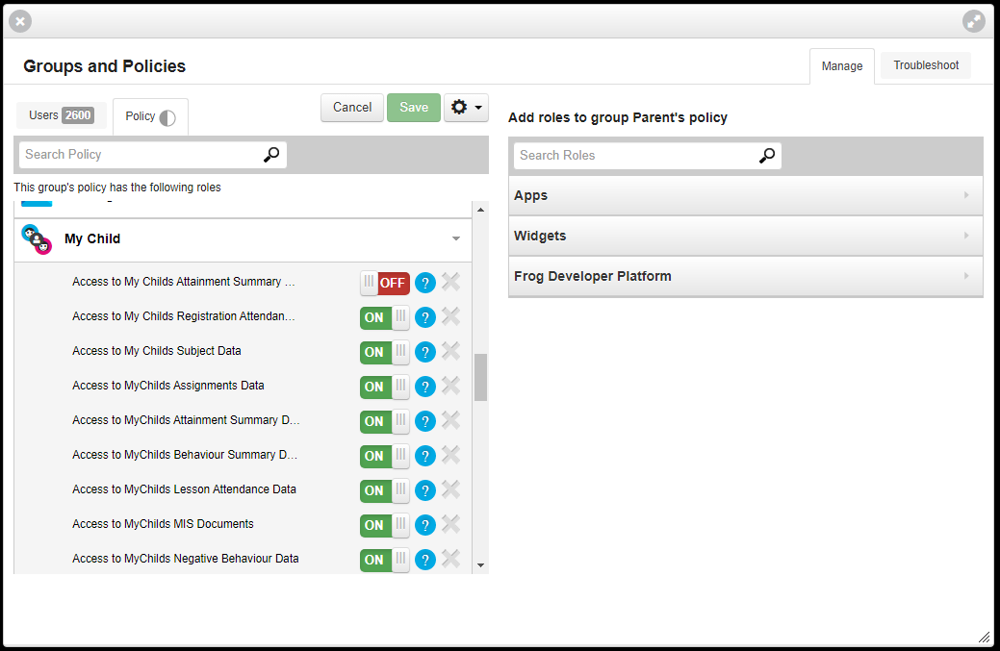 Groups and Policies
Manage
Troubleshoot
Users 2600
Policy
Cancel
Save
Search Policy
This group's policy has the following roles
My Child
Access to My Childs Attainment Summary ...
OFF
?
Access to My Childs Registration Attendan...
ON
?
Access to My Childs Subject Data
ON
?
Access to MyChilds Assignments Data
ON
?
Access to MyChilds Attainment Summary D...
ON
?
Access to MyChilds Behaviour Summary D...
ON
?
Access to MyChilds Lesson Attendance Data
ON
?
Access to MyChilds MIS Documents
ON
?
Access to MyChilds Negative Behaviour Data
ON
?
Add roles to group Parent's policy
Search Roles
Apps
Widgets
Frog Developer Platform